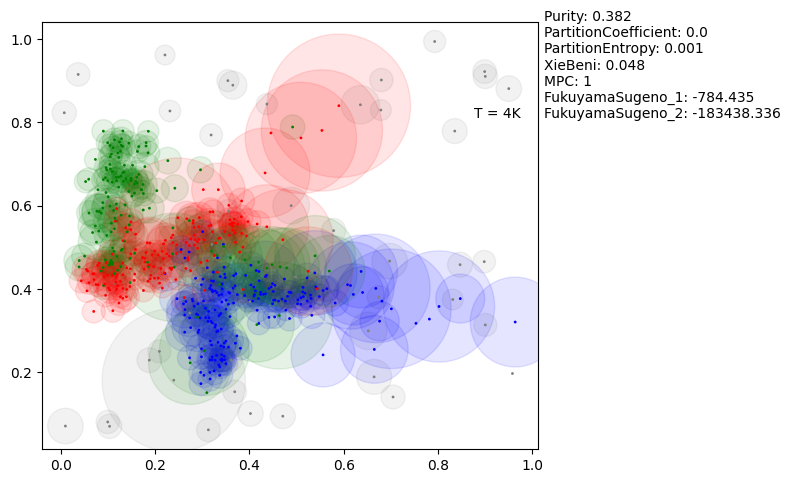 Purity: 0.382
PartitionCoefficient: 0.0
PartitionEntropy: 0.001
XieBeni: 0.048
MPC: 1
FukuyamaSugeno_1: -784.435
FukuyamaSugeno_2: -183438.336
T = 4K
1.0
0.8
0.6
0.4
0.2
0.0
0.2
0.4
0.6
0.8
1.0